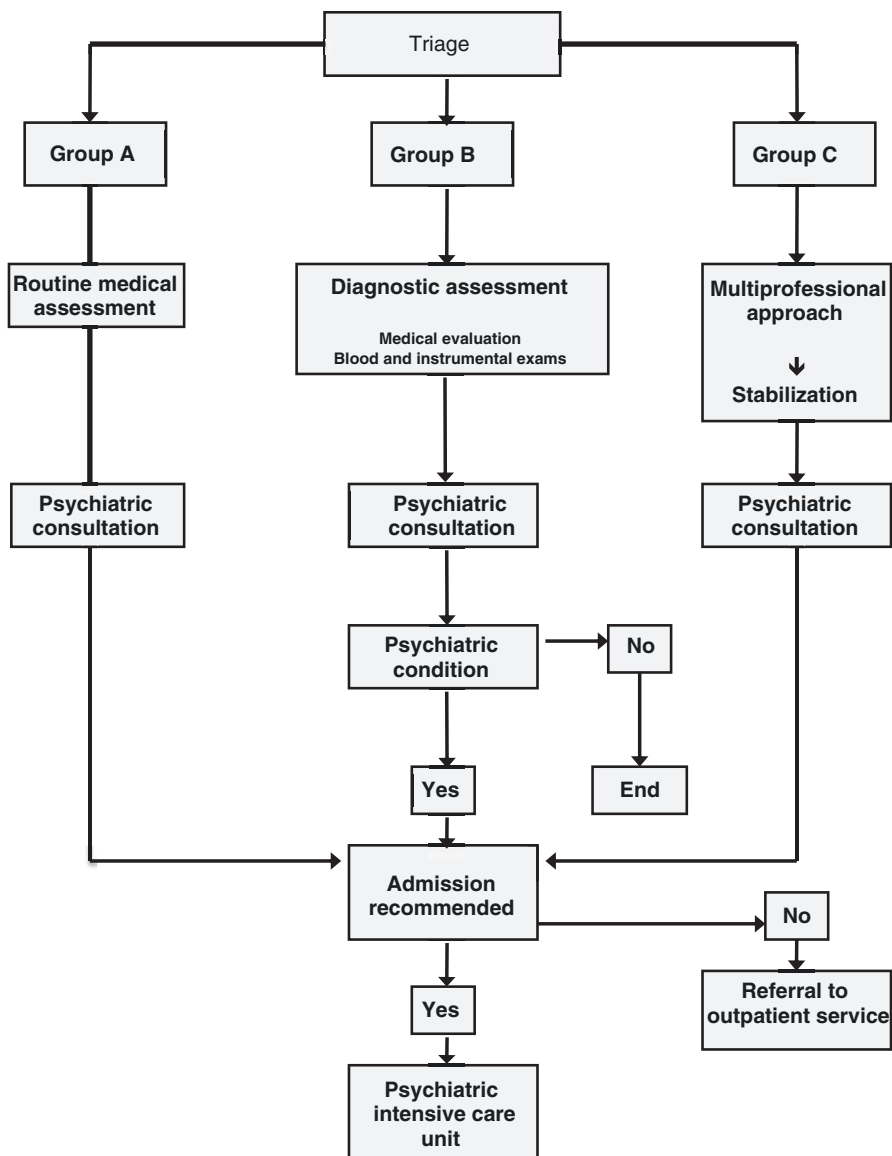 Triage
Group A
Group B
Group C
Routine medical
assessment
Diagnostic assessment
Medical evaluation
Blood and instrumental exams
Multiprofessional
approach
Stabilization
Psychiatric
consultation
Psychiatric
consultation
Psychiatric
consultation
Psychiatric
condition
No
Yes
End
Admission
recommended
No
Yes
Referral to
outpatient service
Psychiatric
intensive care
unit